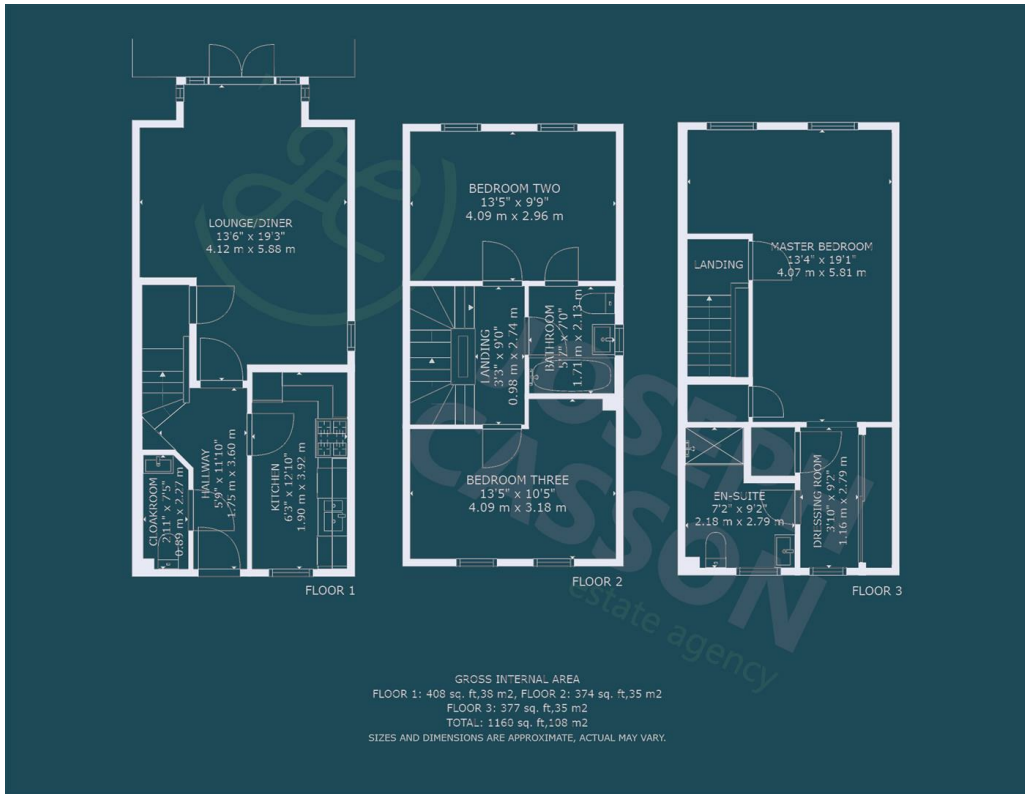 LOUNGE/DINER
13'6" x 19'3"
4.12 m x 5.88 m
HALLWAY
5'9" x 11'10"
1.75 m x 3.60 m
KITCHEN
6'3" x 12'10"
1.90 m x 3.92 m
CLOAKROOM
2'11" x 7'5"
0.89 m x 2.27 m
FLOOR 1
BEDROOM TWO
13'5" x 9'9"
4.09 m x 2.96 m
LANDING
3'3" x 9'0"
0.98 m x 2.74 m
BATHROOM
5'7" x 7'0"
1.71 m x 2.13 m
BEDROOM THREE
13'5" x 10'5"
4.09 m x 3.18 m
FLOOR 2
MASTER BEDROOM
13'4" x 19'1"
4.07 m x 5.81 m
LANDING
EN-SUITE
7'2" x 9'2"
2.18 m x 2.79 m
DRESSING ROOM
3'10" x 9'2"
1.16 m x 2.79 m
FLOOR 3
JOSEPH
CASSON
estate agency
GROSS INTERNAL AREA
FLOOR 1: 408 sq. ft,38 m2, FLOOR 2: 374 sq. ft,35 m2
FLOOR 3: 377 sq. ft,35 m2
TOTAL: 1160 sq. ft,108 m2
SIZES AND DIMENSIONS ARE APPROXIMATE, ACTUAL MAY VARY.